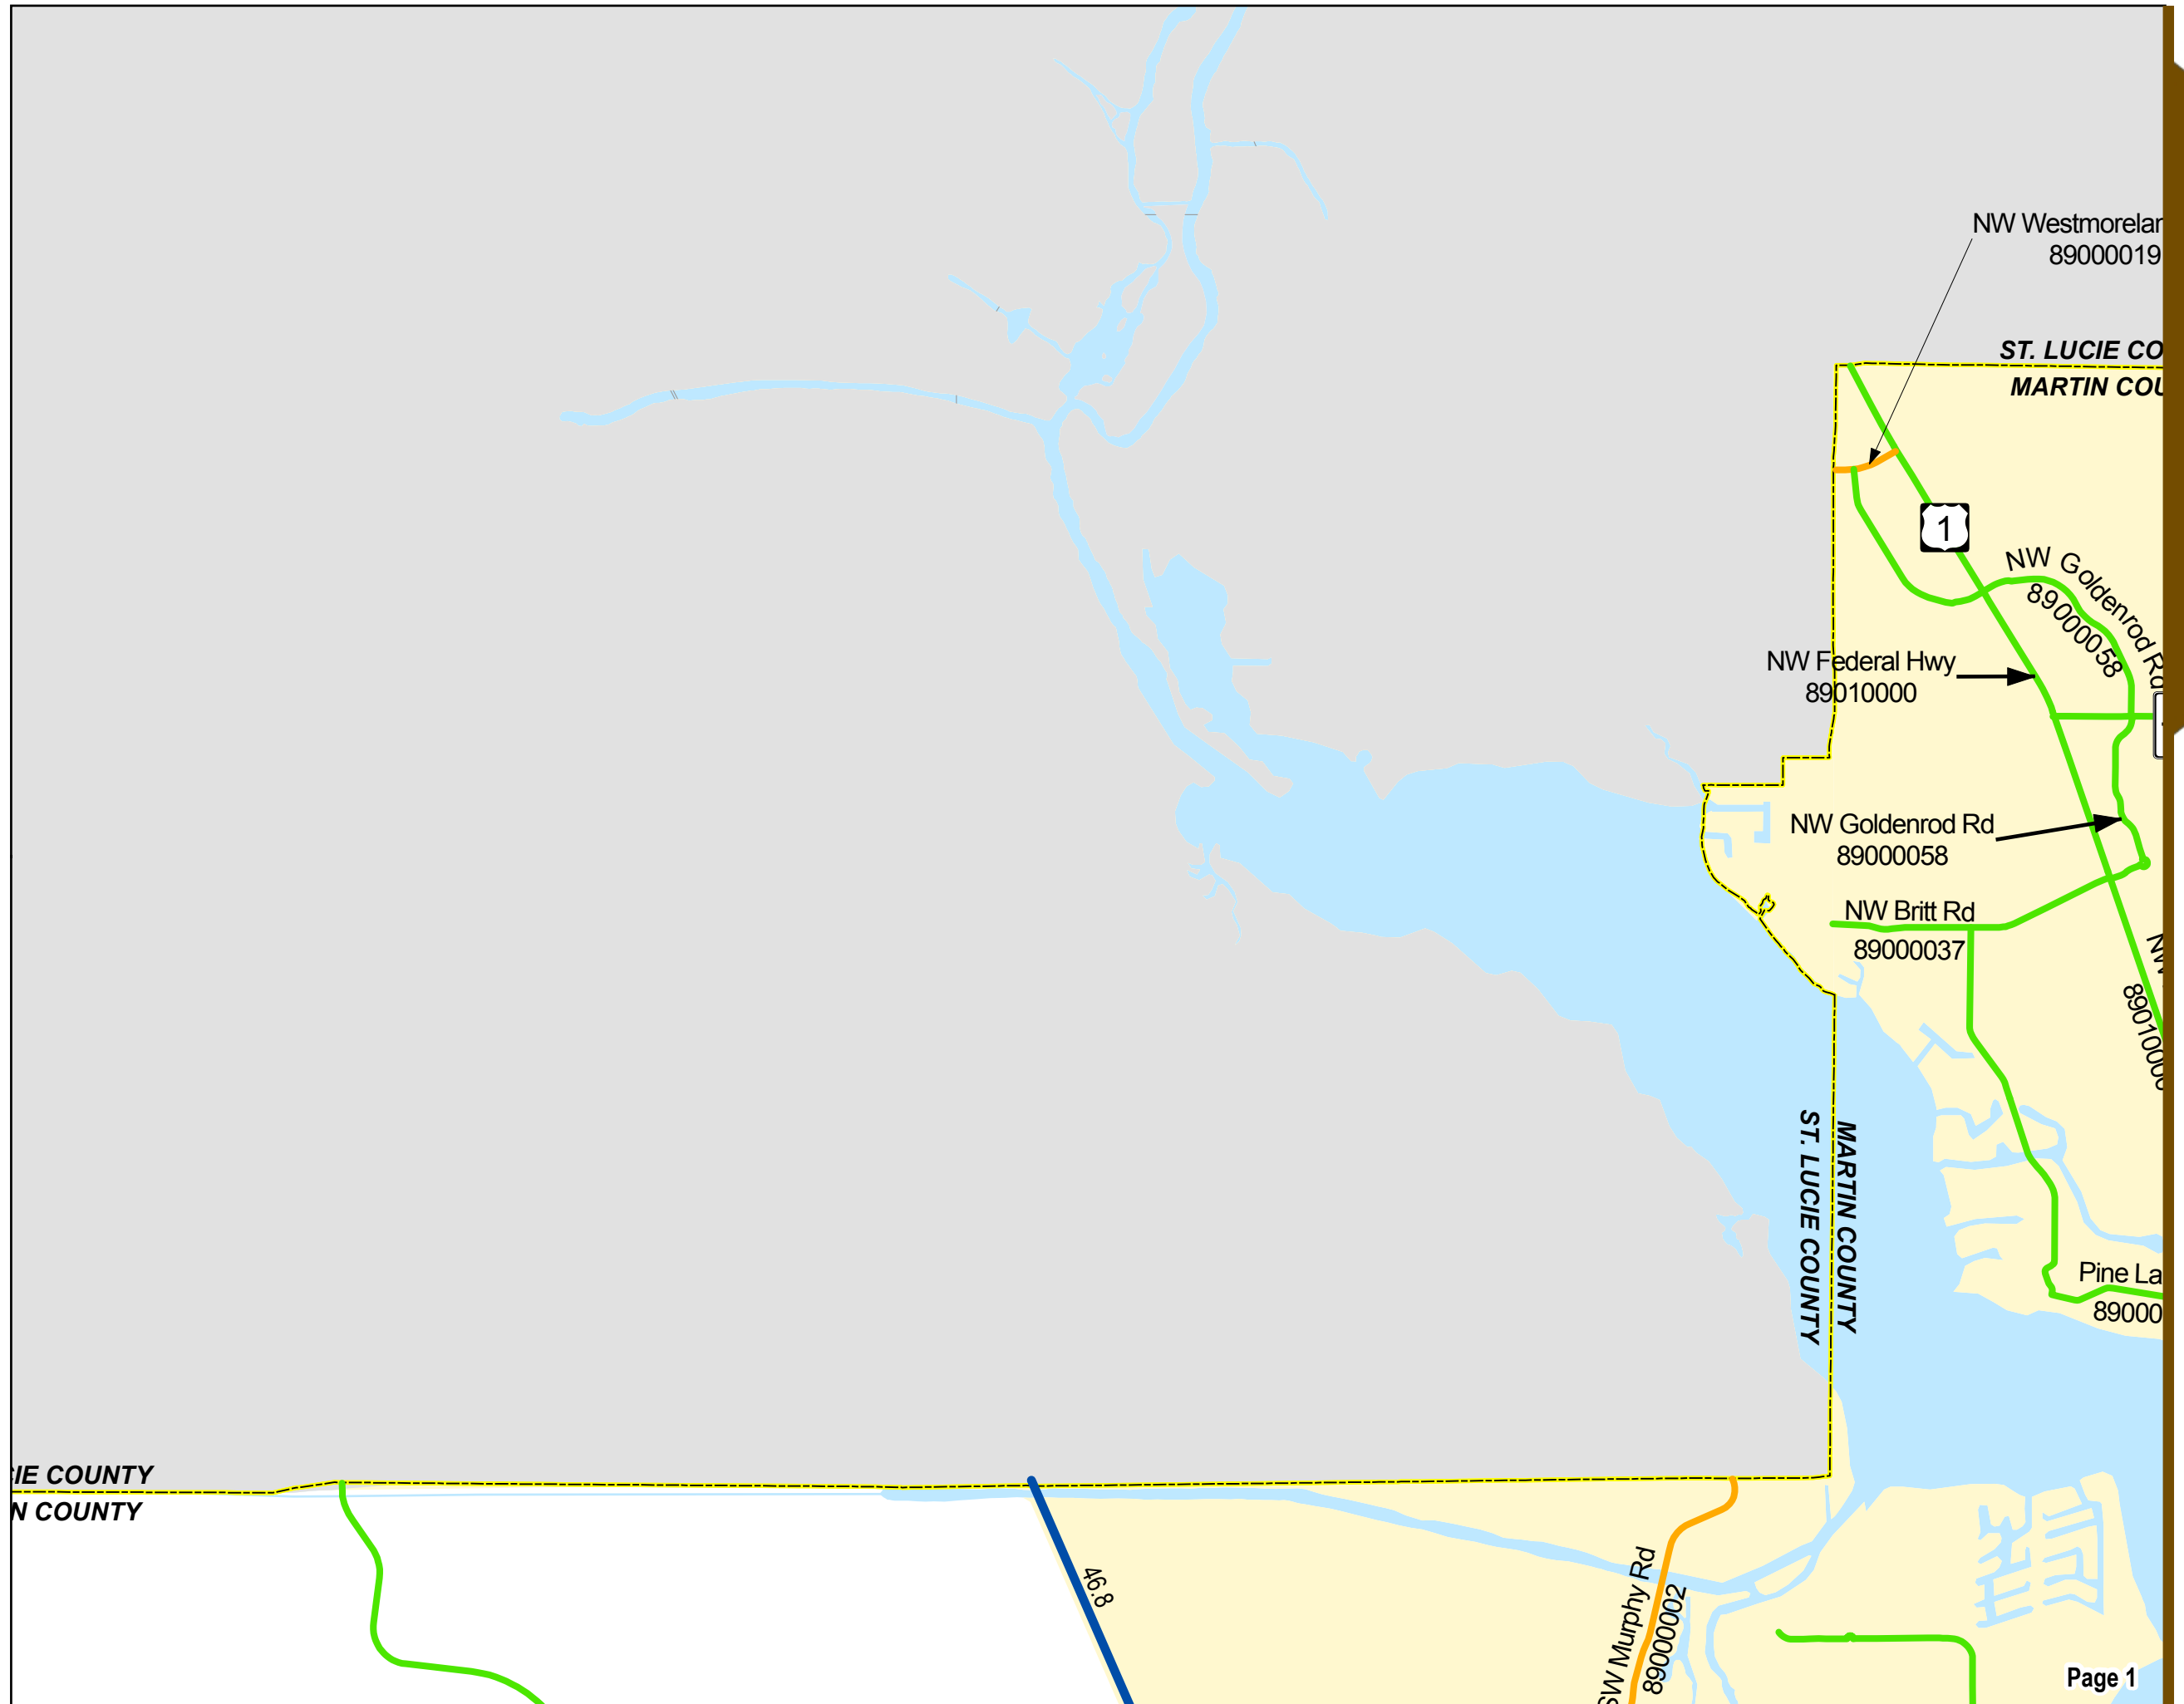 NW Westmorelan
89000019
ST. LUCIE CO
MARTIN COU
1
NW Goldenrod Rd
89000058
NW Federal Hwy
89010000
NW Goldenrod Rd
89000058
NW Britt Rd
89000037
NW
8901000
MARTIN COUNTY
ST. LUCIE COUNTY
Pine La
89000
IE COUNTY
N COUNTY
46.8
SW Murphy Rd
89000002
Page 1